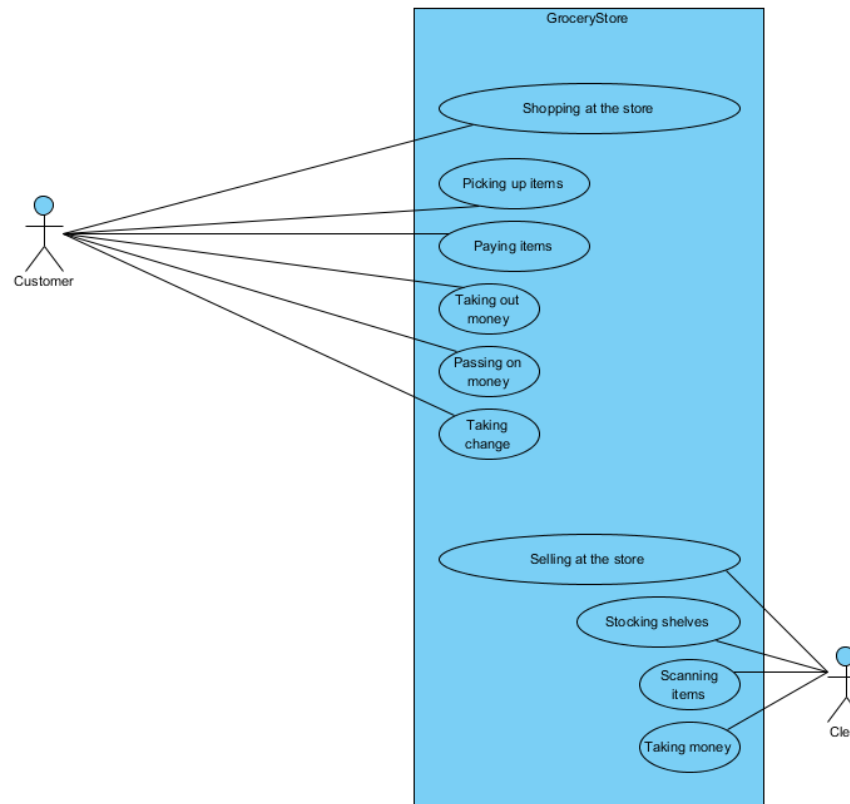 GroceryStore
Shopping at the store
Picking up items
Paying items
Customer
Taking out
money
Passing on
money
Taking
change
Selling at the store
Stocking shelves
Scanning
items
Cle
Taking money